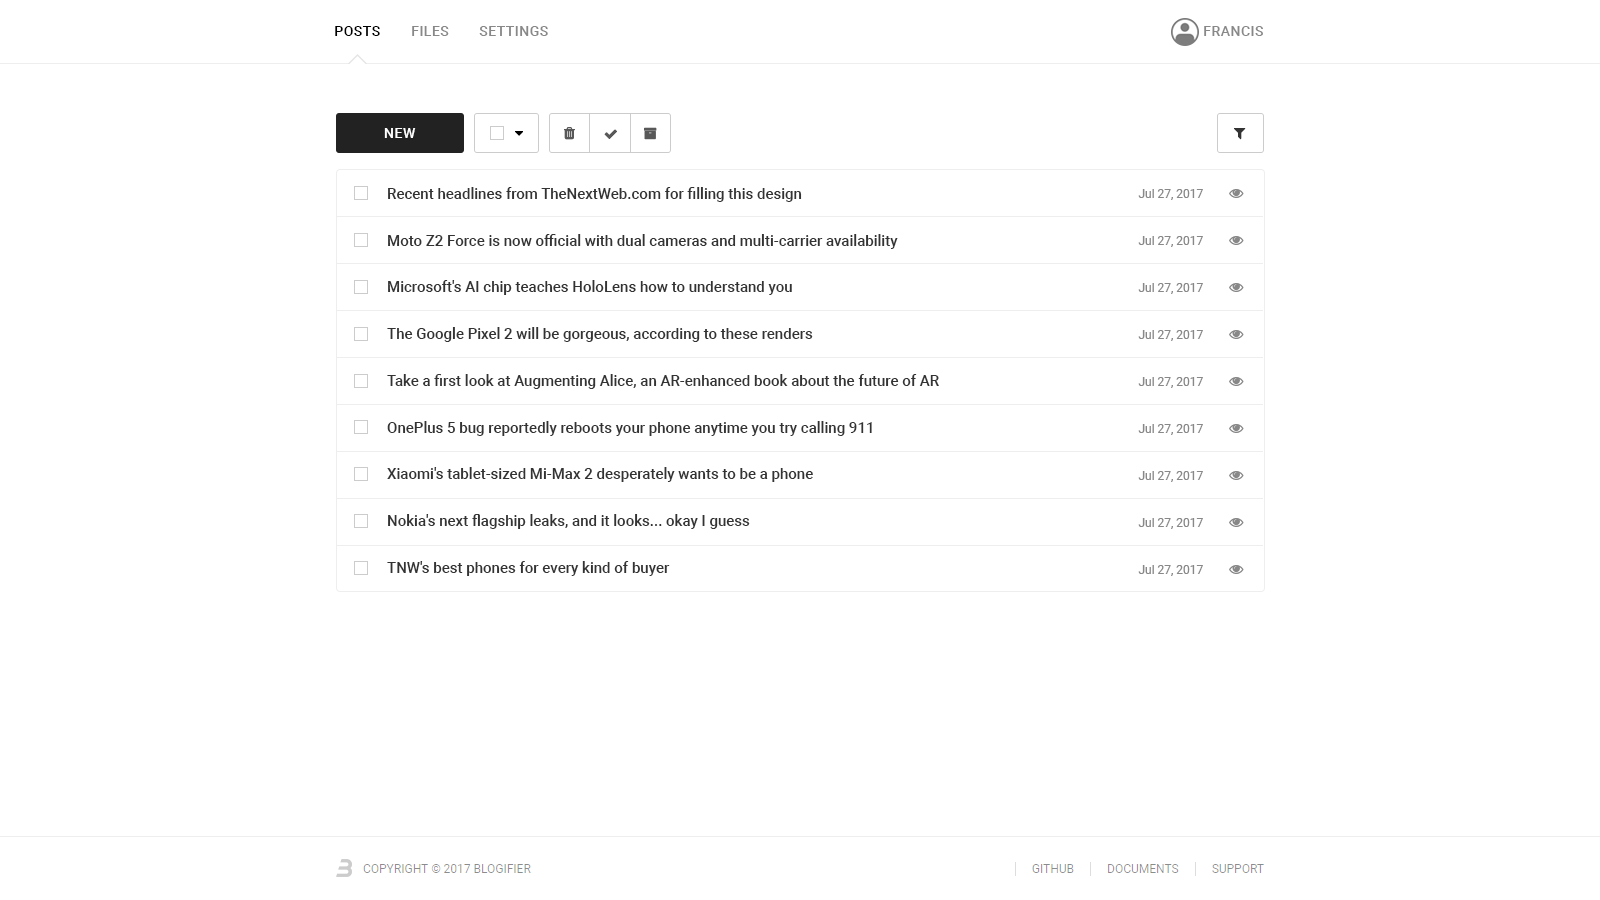 POSTS FILES SETTINGS FRANCIS
NEW
Recent headlines from TheNextWeb.com for filling this design Jul 27, 2017
Moto Z2 Force is now official with dual cameras and multi-carrier availability Jul 27, 2017
Microsoft's AI chip teaches HoloLens how to understand you Jul 27, 2017
The Google Pixel 2 will be gorgeous, according to these renders Jul 27, 2017
Take a first look at Augmenting Alice, an AR-enhanced book about the future of AR Jul 27, 2017
OnePlus 5 bug reportedly reboots your phone anytime you try calling 911 Jul 27, 2017
Xiaomi's tablet-sized Mi-Max 2 desperately wants to be a phone Jul 27, 2017
Nokia's next flagship leaks, and it looks... okay I guess Jul 27, 2017
TNW's best phones for every kind of buyer Jul 27, 2017
COPYRIGHT © 2017 BLOGIFIER GITHUB DOCUMENTS SUPPORT